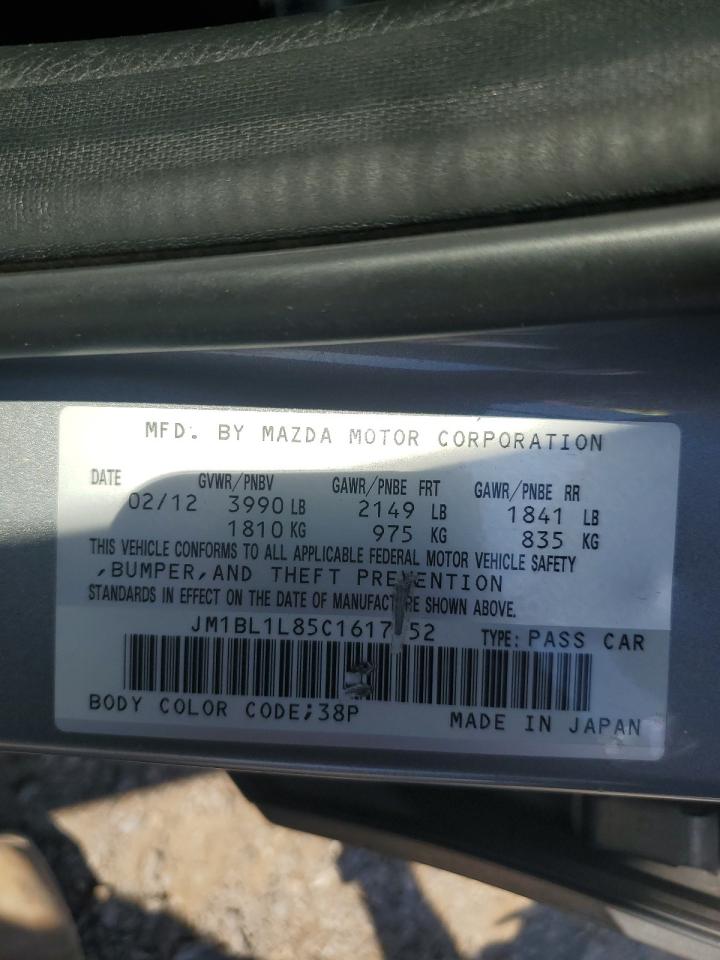 MFD. BY MAZDA MOTOR CORPORATION
DATE GVWR/PNBV GAWR/PNBE FRT GAWR/PNBE RR
02/12 3990 LB 2149 LB 1841 LB
1810 KG 975 KG 835 KG
THIS VEHICLE CONFORMS TO ALL APPLICABLE FEDERAL MOTOR VEHICLE SAFETY
,BUMPER,AND THEFT PREVENTION
STANDARDS IN EFFECT ON THE DATE OF MANUFACTURE SHOWN ABOVE.
TYPE: PASS CAR
BODY COLOR CODE;38P MADE IN JAPAN